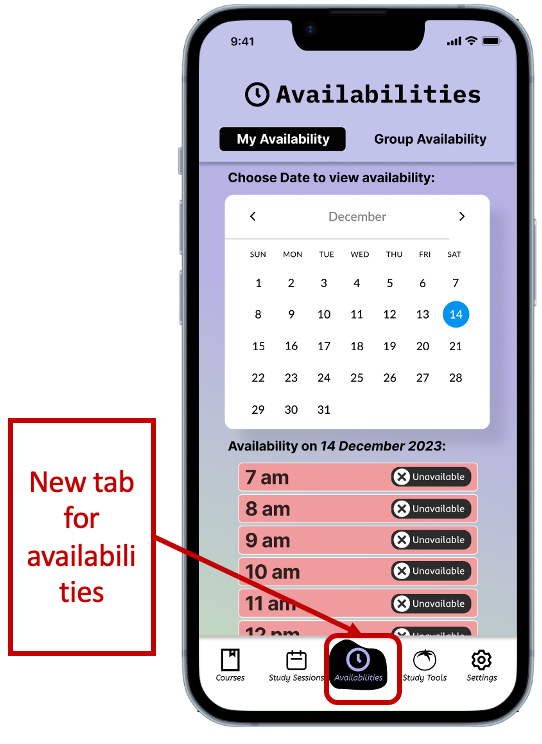 9:41
Availabilities
My Availability Group Availability
Choose Date to view availability:
December
SUN MON TUE WED THU FRI SAT
1 2 3 4 5 6 7
8 9 10 11 12 13 14
15 16 17 18 19 20 21
22 23 24 25 26 27 28
29 30 31
Availability on 14 December 2023:
7 am Unavailable
8 am Unavailable
9 am Unavailable
10 am Unavailable
11 am Unavailable
12 pm Unavailable
Courses Study Sessions Availabilities Study Tools Settings
New tab
for
availabili
ties